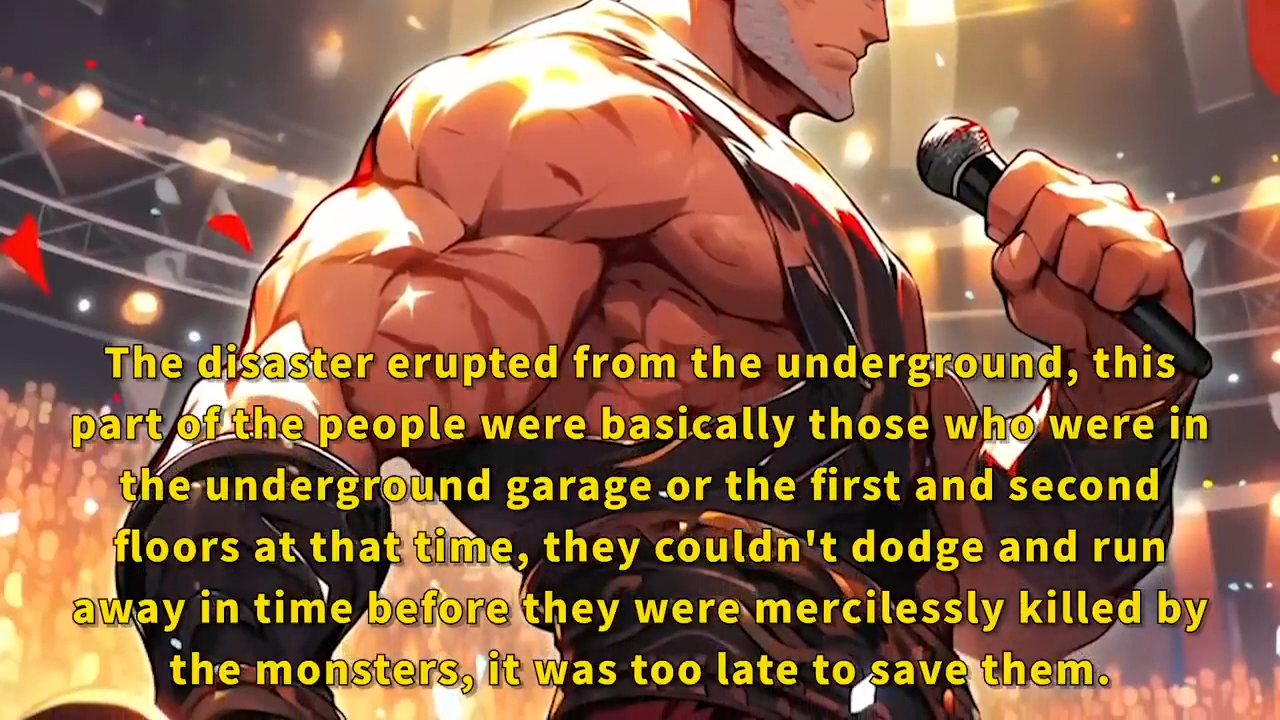 The disaster erupted from the underground, this
part of the people were basically those who were in
the underground garage or the first and second
floors at that time, they couldn't dodge and run
away in time before they were mercilessly killed by
the monsters, it was too late to save them.